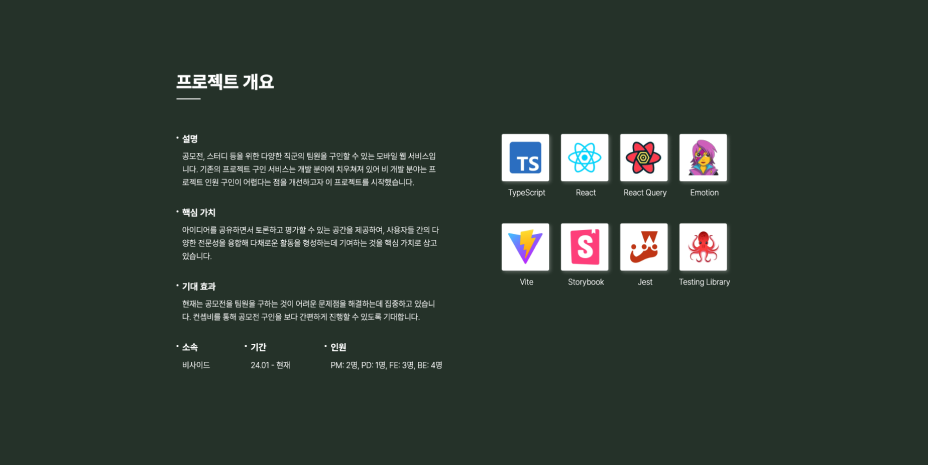 프로젝트 개요
• 설명
공모전, 스터디 등을 위한 다양한 직군의 팀원을 구인할 수 있는 모바일 웹 서비스입
니다. 기존의 프로젝트 구인 서비스는 개발 분야에 치우쳐져 있어 비 개발 분야는 프
로젝트 인원 구인이 어렵다는 점을 개선하고자 이 프로젝트를 시작했습니다.
• 핵심 가치
아이디어를 공유하면서 토론하고 평가할 수 있는 공간을 제공하여, 사용자들 간의 다
양한 전문성을 융합해 다채로운 활동을 형성하는데 기여하는 것을 핵심 가치로 삼고
있습니다.
• 기대 효과
현재는 공모전을 팀원을 구하는 것이 어려운 문제점을 해결하는데 집중하고 있습니
다. 컨셉비를 통해 공모전 구인을 보다 간편하게 진행할 수 있도록 기대합니다.
• 소속 • 기간 • 인원
비사이드 24.01 - 현재 PM: 2명, PD: 1명, FE: 3명, BE: 4명
TS
TypeScript React React Query Emotion
S
Vite Storybook Jest Testing Library